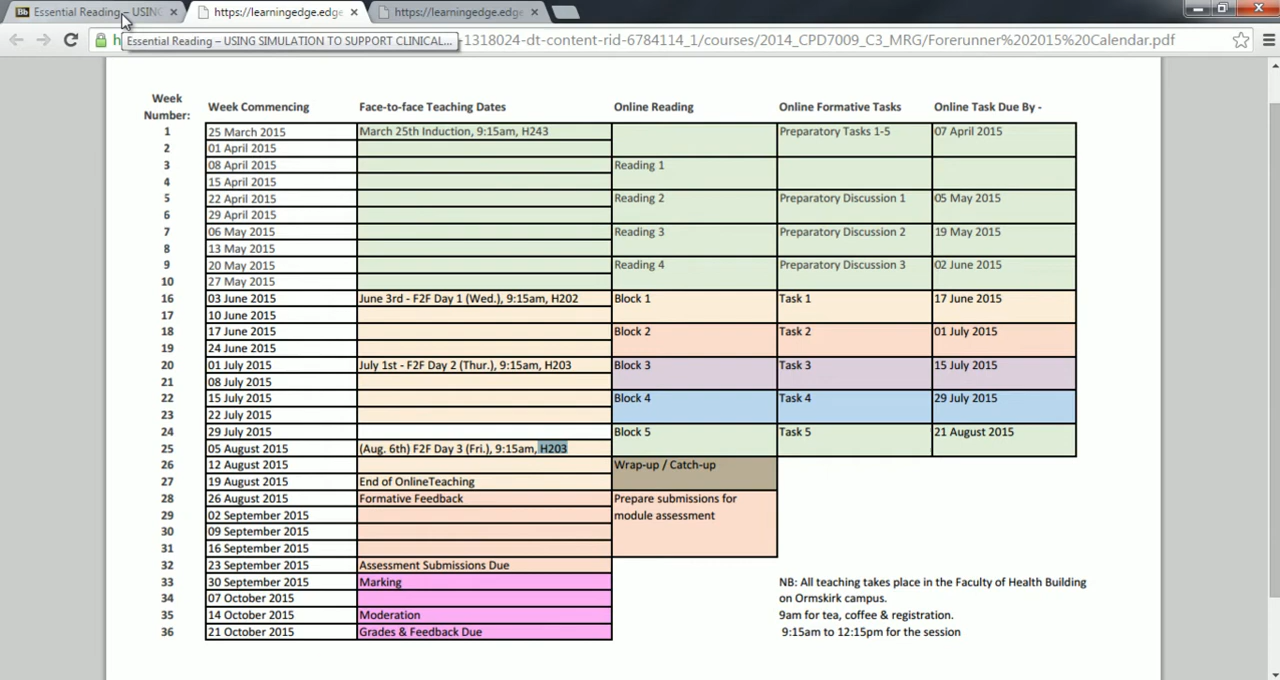 Essential Reading – USING
https://learningedge.edge
https://learningedge.edge
Essential Reading – USING SIMULATION TO SUPPORT CLINICAL...
-1318024-dt-content-rid-6784114_1/courses/2014_CPD7009_C3_MRG/Forerunner%202015%20Calendar.pdf
Week Number: Week Commencing Face-to-face Teaching Dates Online Reading Online Formative Tasks Online Task Due By -
1 25 March 2015 March 25th Induction, 9:15am, H243 Preparatory Tasks 1-5 07 April 2015
2 01 April 2015
3 08 April 2015 Reading 1
4 15 April 2015
5 22 April 2015 Reading 2 Preparatory Discussion 1 05 May 2015
6 29 April 2015
7 06 May 2015 Reading 3 Preparatory Discussion 2 19 May 2015
8 13 May 2015
9 20 May 2015 Reading 4 Preparatory Discussion 3 02 June 2015
10 27 May 2015
16 03 June 2015 June 3rd - F2F Day 1 (Wed.), 9:15am, H202 Block 1 Task 1 17 June 2015
17 10 June 2015
18 17 June 2015 Block 2 Task 2 01 July 2015
19 24 June 2015
20 01 July 2015 July 1st - F2F Day 2 (Thur.), 9:15am, H203 Block 3 Task 3 15 July 2015
21 08 July 2015
22 15 July 2015 Block 4 Task 4 29 July 2015
23 22 July 2015
24 29 July 2015 Block 5 Task 5 21 August 2015
25 05 August 2015 (Aug. 6th) F2F Day 3 (Fri.), 9:15am, H203
26 12 August 2015 Wrap-up / Catch-up
27 19 August 2015 End of OnlineTeaching
28 26 August 2015 Formative Feedback Prepare submissions for
29 02 September 2015 module assessment
30 09 September 2015
31 16 September 2015
32 23 September 2015 Assessment Submissions Due
33 30 September 2015 Marking NB: All teaching takes place in the Faculty of Health Building
34 07 October 2015 on Ormskirk campus.
35 14 October 2015 Moderation 9am for tea, coffee & registration.
36 21 October 2015 Grades & Feedback Due 9:15am to 12:15pm for the session